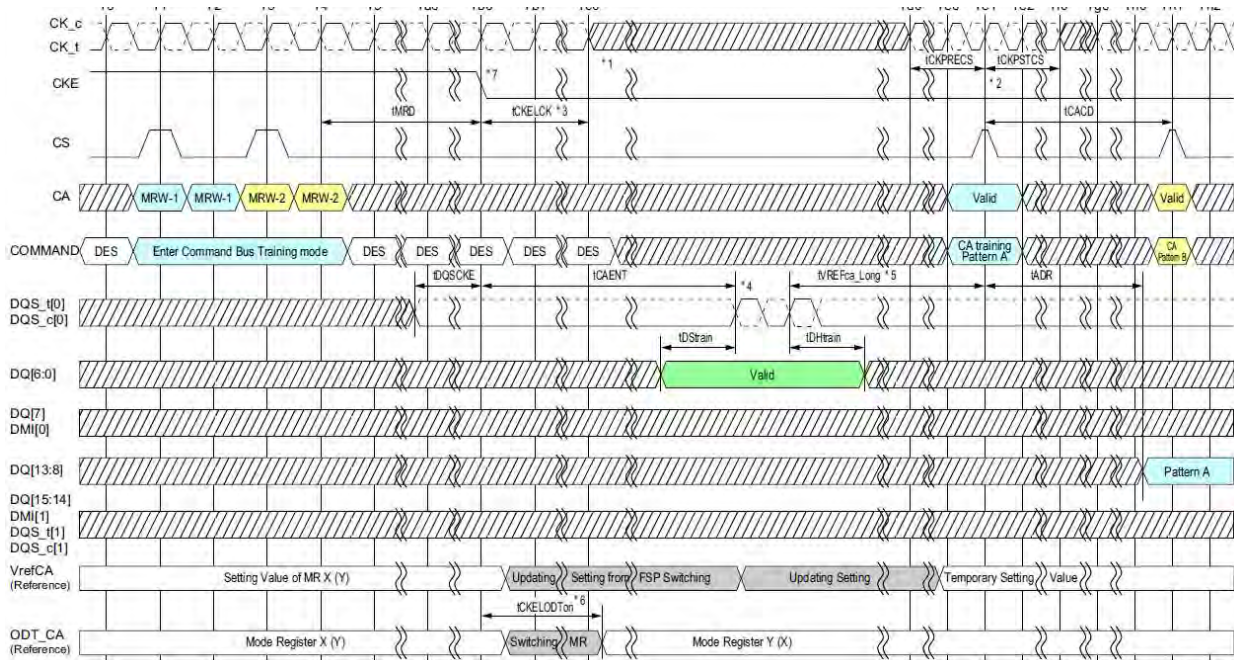 CK_c
CK_t
*1
tCKPRECS
tCKPSTCS
CKE
*7
*2
tMRD
tCKELCK *3
tCACD
CS
CA
MRW-1
MRW-1
MRW-2
MRW-2
Valid
Valid
COMMAND
DES
Enter Command Bus Training mode
DES
DES
DES
DES
DES
CA training
Pattern A
CA
Pattern B
tDQSCKE
tCAENT
tVREFca_Long *5
tADR
*4
DQS_t[0]
DQS_c[0]
tDStrain
tDHtrain
DQ[6:0]
Valid
DQ[7]
DMI[0]
DQ[13:8]
Pattern A
DQ[15:14]
DMI[1]
DQS_t[1]
DQS_c[1]
VrefCA
(Reference)
Setting Value of MR X (Y)
Updating Setting from FSP Switching
Updating Setting
Temporary Setting Value
tCKELODTon *6
ODT_CA
(Reference)
Mode Register X (Y)
Switching MR
Mode Register Y (X)